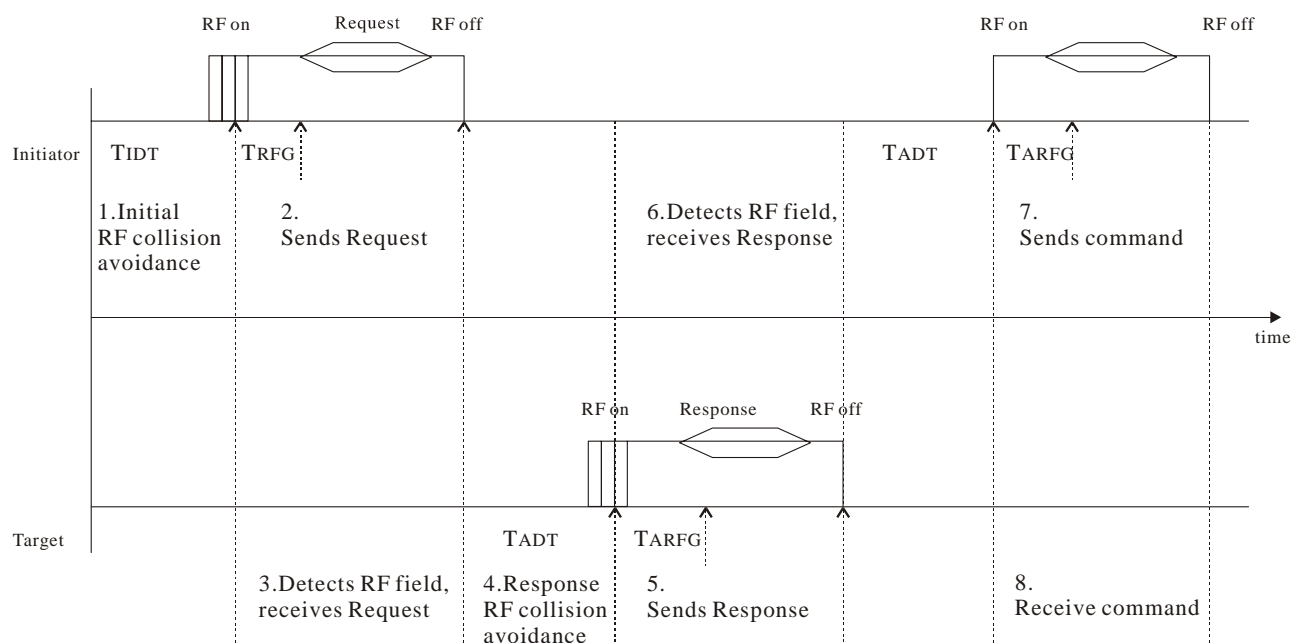 RF on
Request
RF off
RF on
RF off
Initiator
TIDT
TRFG
TADT
TARFG
1.Initial
RF collision
avoidance
2.
Sends Request
6.Detects RF field,
receives Response
7.
Sends command
time
RF on
Response
RF off
Target
TADT
TARFG
3.Detects RF field,
receives Request
4.Response
RF collision
avoidance
5.
Sends Response
8.
Receive command